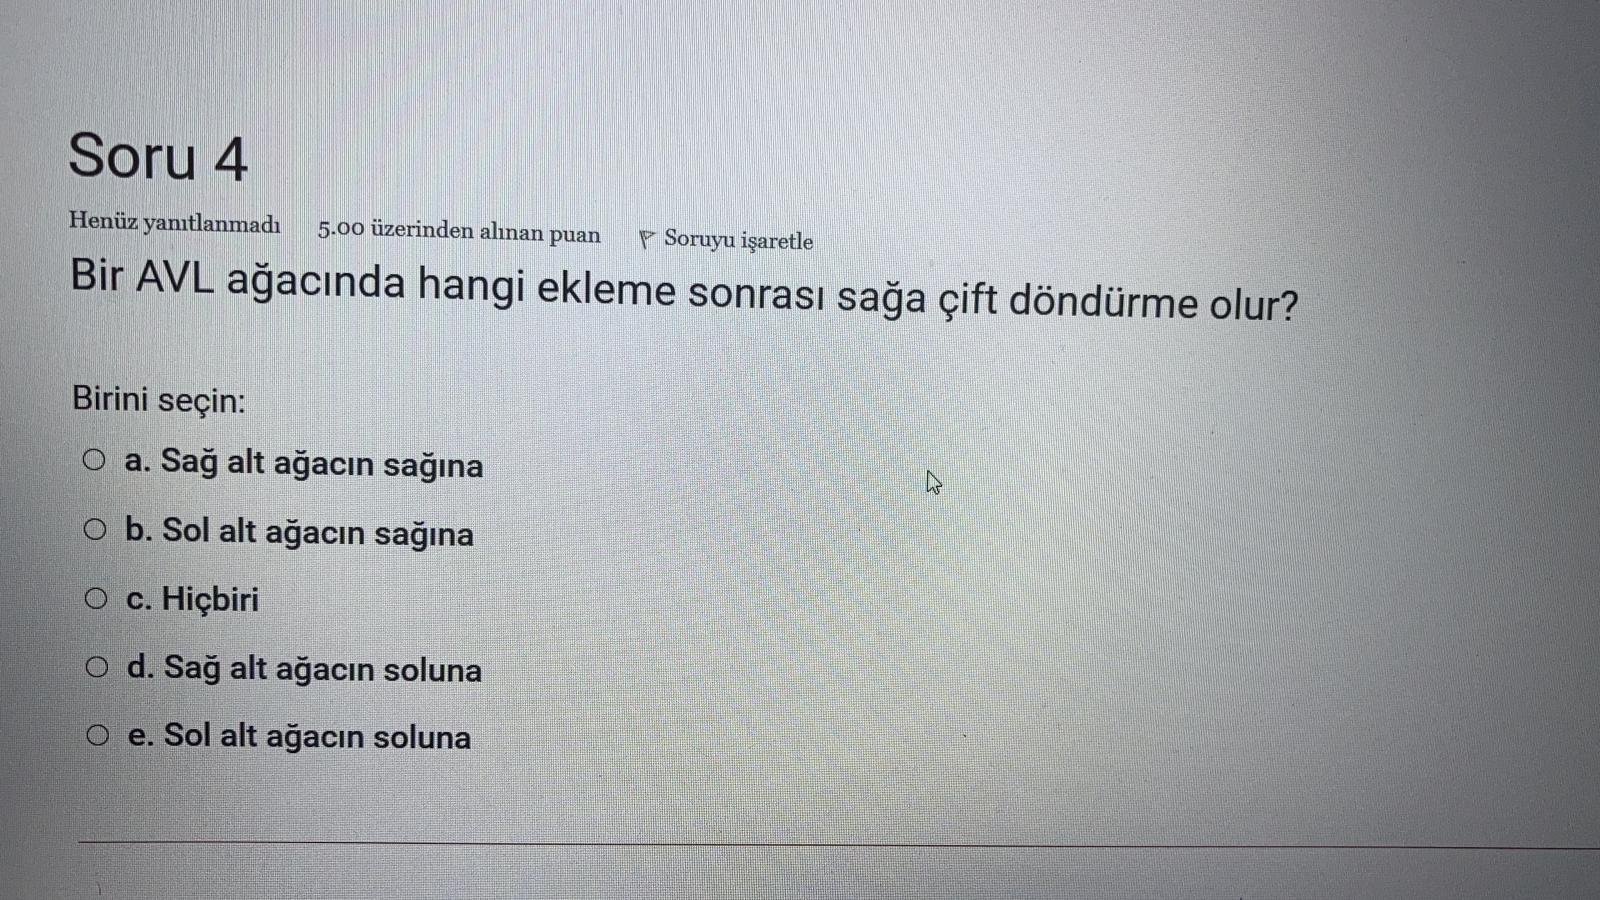 Soru 4
Henüz yanıtlanmadı 5.00 üzerinden alınan puan Soruyu işaretle
Bir AVL ağacında hangi ekleme sonrası sağa çift döndürme olur?
Birini seçin:
a. Sağ alt ağacın sağına
b. Sol alt ağacın sağına
c. Hiçbiri
d. Sağ alt ağacın soluna
e. Sol alt ağacın soluna